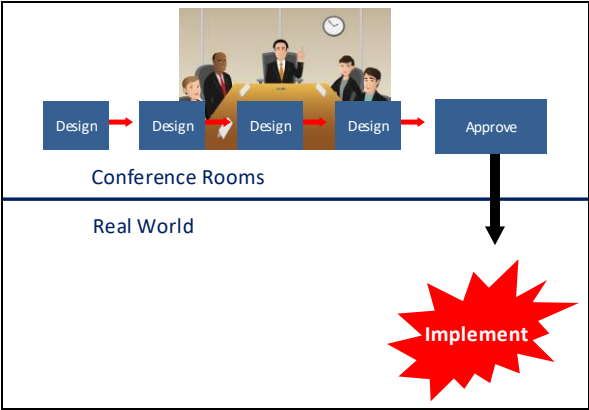 Design
Design
Design
Design
Approve
Conference Rooms
Real World
Implement